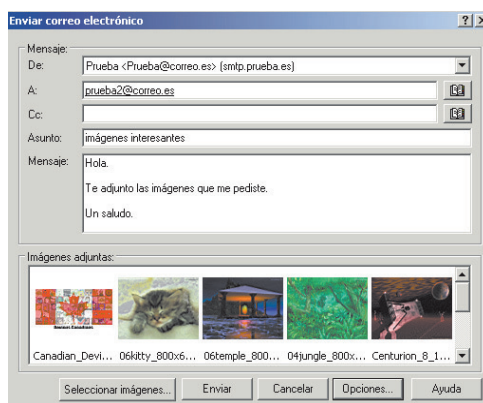 Enviar correo electrónico
Mensaje:
De: Prueba <Prueba@correo.es> (smtp.prueba.es)
A: prueba2@correo.es
Cc:
Asunto: imágenes interesantes
Mensaje: Hola.
Te adjunto las imágenes que me pediste.
Un saludo.
Imágenes adjuntas:
Canadian_Devi... 06kitty_800x6... 06temple_800... 04jungle_800x... Centurion_8_1...
Seleccionar imágenes... Enviar Cancelar Opciones... Ayuda